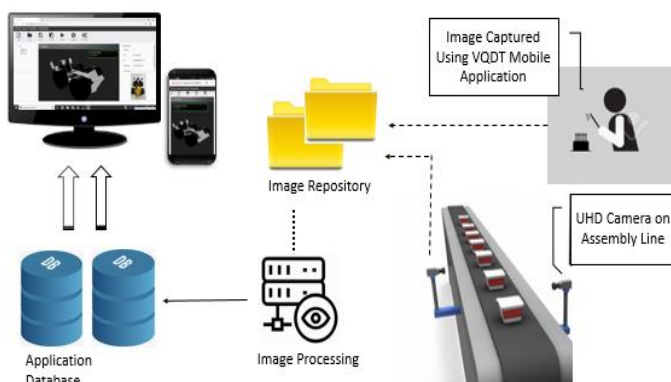 Image Captured
Using VQDT Mobile
Application
Image Repository
UHD Camera on
Assembly Line
DB
DB
Image Processing
Application
Database